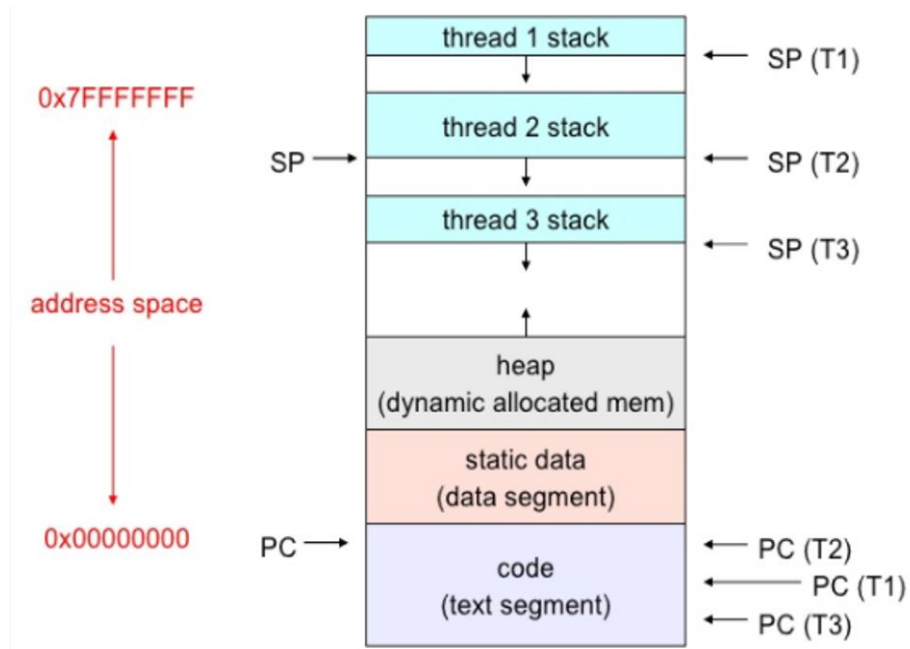 thread 1 stack
SP (T1)
0x7FFFFFFF
thread 2 stack
SP
SP (T2)
thread 3 stack
SP (T3)
address space
heap
(dynamic allocated mem)
static data
(data segment)
0x00000000
PC
PC (T2)
code
PC (T1)
(text segment)
PC (T3)